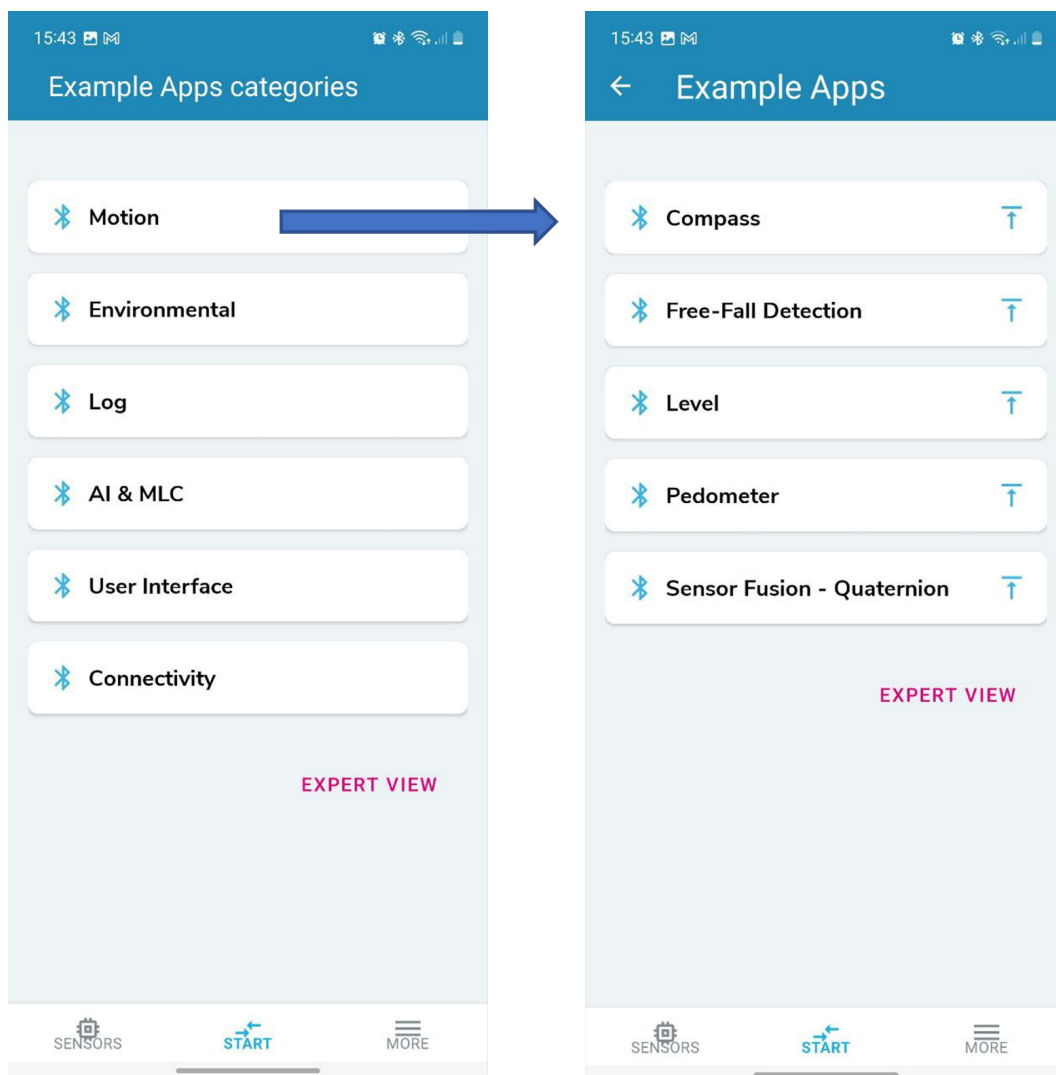 15:43
Example Apps categories
Motion
Environmental
Log
AI & MLC
User Interface
Connectivity
EXPERT VIEW
SENSORS
START
MORE
15:43
Example Apps
Compass
Free-Fall Detection
Level
Pedometer
Sensor Fusion - Quaternion
EXPERT VIEW
SENSORS
START
MORE